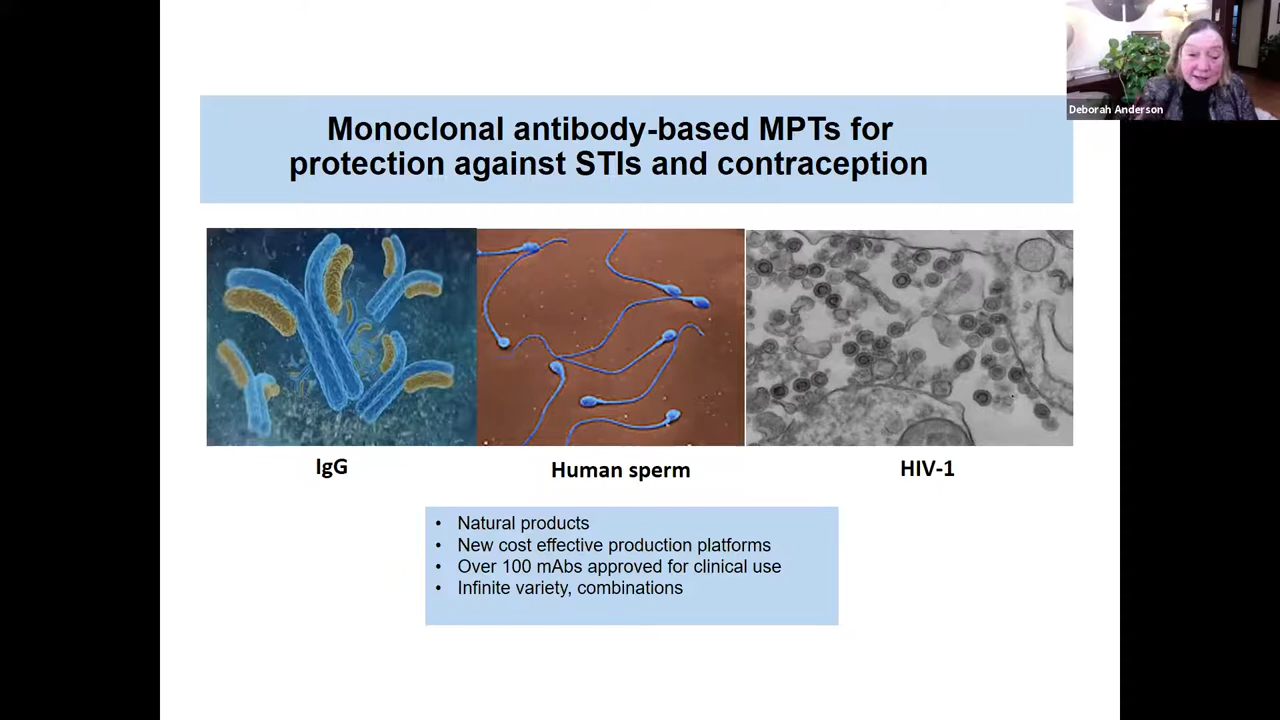 Deborah Anderson
Monoclonal antibody-based MPTs for
protection against STIs and contraception
IgG
Human sperm
HIV-1
• Natural products
• New cost effective production platforms
• Over 100 mAbs approved for clinical use
• Infinite variety, combinations